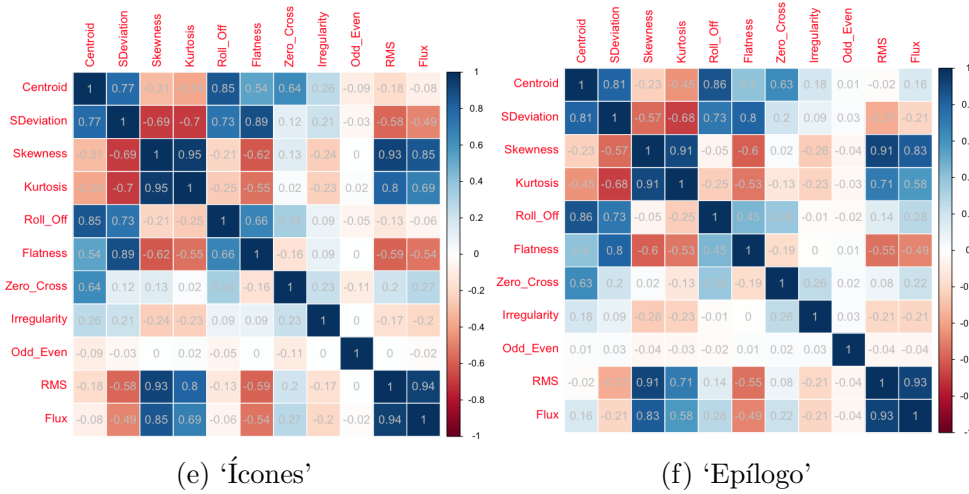 Centroid SDeviation Skewness Kurtosis Roll_Off Flatness Zero_Cross Irregularity Odd_Even RMS Flux
Centroid 1 0.77 -0.31 0.85 0.54 0.64 0.26 -0.09 -0.18 -0.08
SDeviation 0.77 1 -0.69 -0.7 0.73 0.89 0.12 0.21 -0.03 -0.58 -0.49
Skewness -0.31 -0.69 1 0.95 -0.21 -0.62 0.13 -0.24 0 0.93 0.85
Kurtosis -0.7 0.95 1 -0.25 -0.55 0.02 -0.23 0.02 0.8 0.69
Roll_Off 0.85 0.73 -0.21 -0.25 1 0.66 0.09 -0.05 -0.13 -0.06
Flatness 0.54 0.89 -0.62 -0.55 0.66 1 -0.16 0.09 0 -0.59 -0.54
Zero_Cross 0.64 0.12 0.13 0.02 -0.16 1 0.23 -0.11 0.2 0.27
Irregularity 0.26 0.21 -0.24 -0.23 0.09 0.09 0.23 1 0 -0.17 -0.2
Odd_Even -0.09 -0.03 0 0.02 -0.05 0 -0.11 0 1 0 -0.02
RMS -0.18 -0.58 0.93 0.8 -0.13 -0.59 0.2 -0.17 0 1 0.94
Flux -0.08 -0.49 0.85 0.69 -0.06 -0.54 0.27 -0.2 -0.02 0.94 1
1
0.8
0.6
0.4
0.2
0
-0.2
-0.4
-0.6
-0.8
-1
(e) ‘Ícones’
Centroid SDeviation Skewness Kurtosis Roll_Off Flatness Zero_Cross Irregularity Odd_Even RMS Flux
Centroid 1 0.81 -0.23 -0.45 0.86 0.63 0.18 0.01 -0.02 0.16
SDeviation 0.81 1 -0.57 -0.68 0.73 0.8 0.2 0.09 0.03 -0.21
Skewness -0.23 -0.57 1 0.91 -0.05 -0.6 0.02 -0.26 -0.04 0.91 0.83
Kurtosis -0.45 -0.68 0.91 1 -0.25 -0.53 -0.13 -0.23 -0.03 0.71 0.58
Roll_Off 0.86 0.73 -0.05 -0.25 1 0.45 -0.01 -0.02 0.14 0.28
Flatness 0.8 -0.6 -0.53 0.45 1 -0.19 0 0.01 -0.55 -0.49
Zero_Cross 0.63 0.2 0.02 -0.13 -0.19 1 0.26 0.02 0.08 0.22
Irregularity 0.18 0.09 -0.26 -0.23 -0.01 0 0.26 1 0.03 -0.21 -0.21
Odd_Even 0.01 0.03 -0.04 -0.03 -0.02 0.01 0.02 0.03 1 -0.04 -0.04
RMS -0.02 0.91 0.71 0.14 -0.55 0.08 -0.21 -0.04 1 0.93
Flux 0.16 -0.21 0.83 0.58 0.28 -0.49 0.22 -0.21 -0.04 0.93 1
(f) ‘Epílogo’